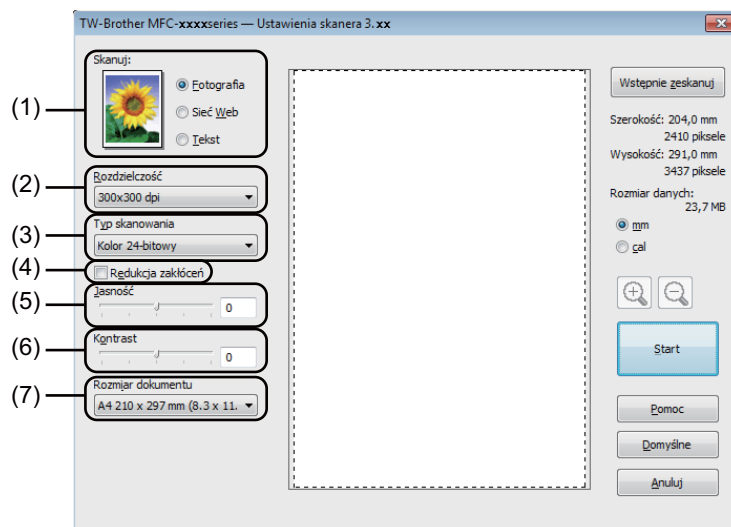 TW-Brother MFC-xxxxseries — Ustawienia skanera 3.xx
(1)
Skanuj:
Fotografia
Sieć Web
Tekst
(2)
Rozdzielczość
300x300 dpi
(3)
Typ skanowania
Kolor 24-bitowy
(4)
Redukcja zakłóceń
(5)
Jasność
0
(6)
Kontrast
0
(7)
Rozmiar dokumentu
A4 210 x 297 mm (8.3 x 11.
Wstępnie zeskanuj
Szerokość: 204,0 mm
2410 piksele
Wysokość: 291,0 mm
3437 piksele
Rozmiar danych:
23,7 MB
mm
cal
Start
Pomoc
Domyślne
Anuluj